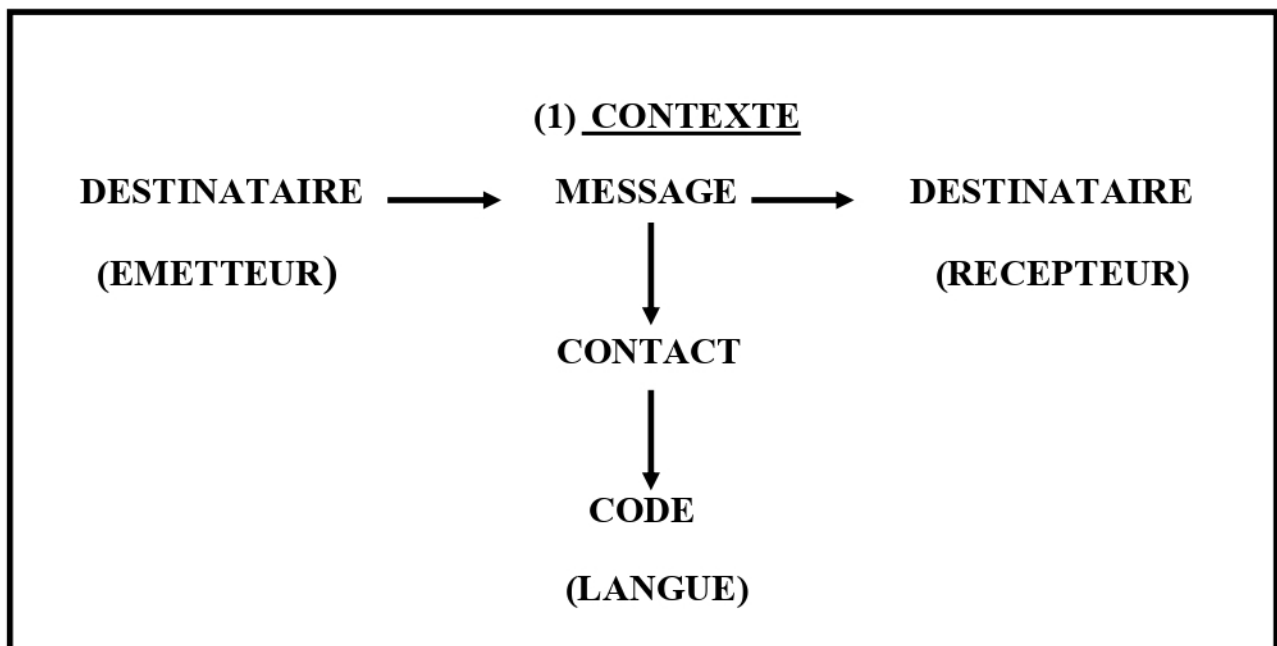 (1) CONTEXTE
DESTINATAIRE MESSAGE DESTINATAIRE
(EMETTEUR) (RECEPTEUR)
CONTACT
CODE
(LANGUE)